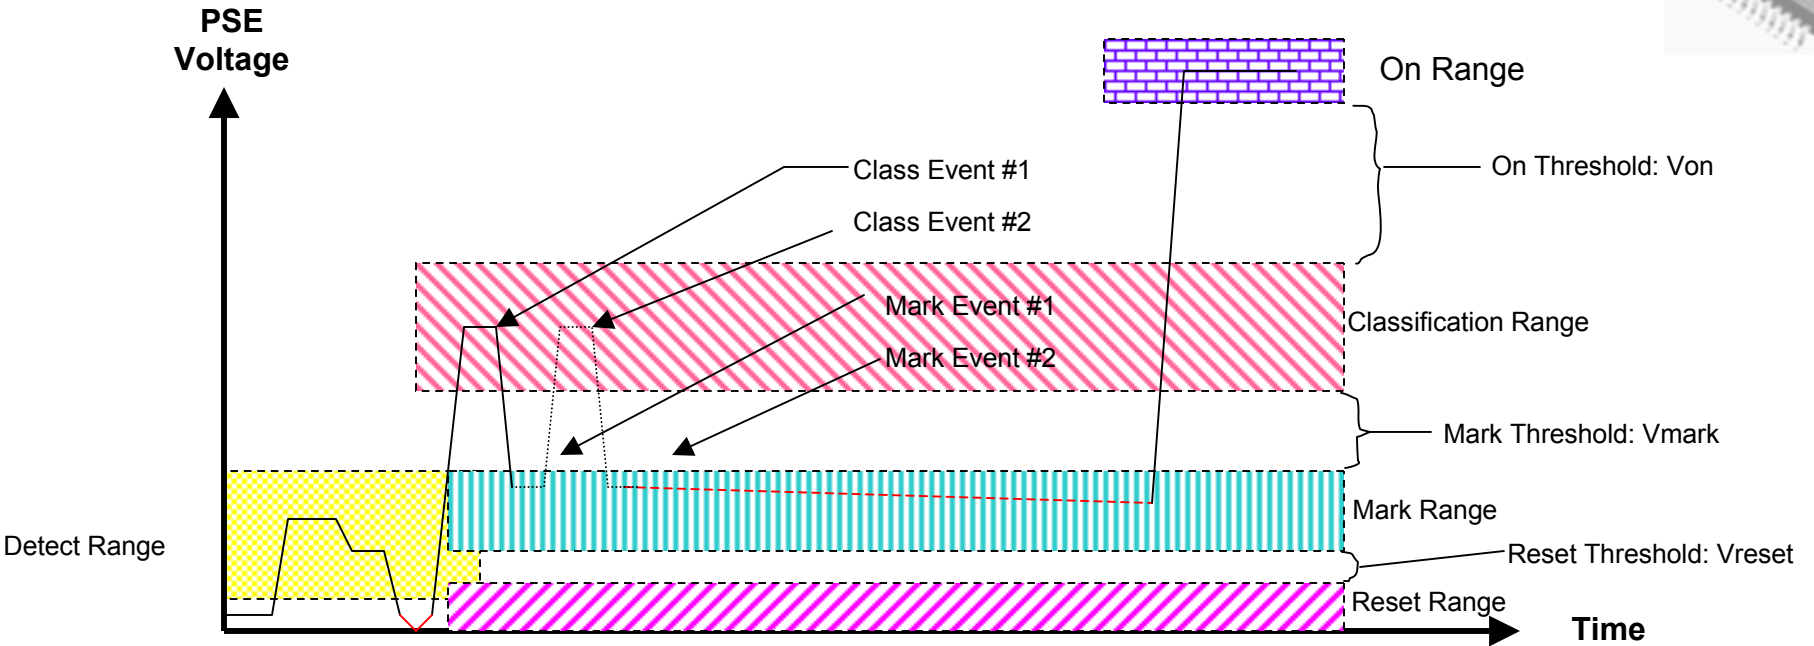 PSE
Voltage
On Range
On Threshold: Von
Class Event #1
Class Event #2
Mark Event #1
Mark Event #2
Classification Range
Mark Threshold: Vmark
Mark Range
Detect Range
Reset Threshold: Vreset
Reset Range
Time